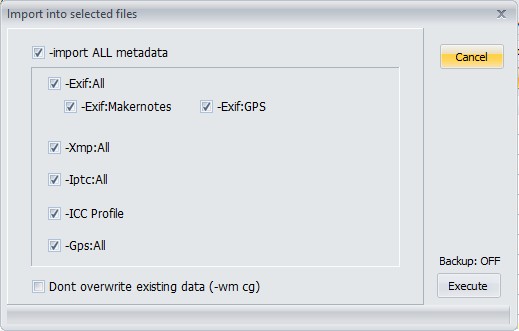 Import into selected files
-import ALL metadata
Cancel
-Exif:All
-Exif:Makernotes -Exif:GPS
-Xmp:All
-Iptc:All
-ICC Profile
-Gps:All
Backup: OFF
Dont overwrite existing data (-wm cg)
Execute